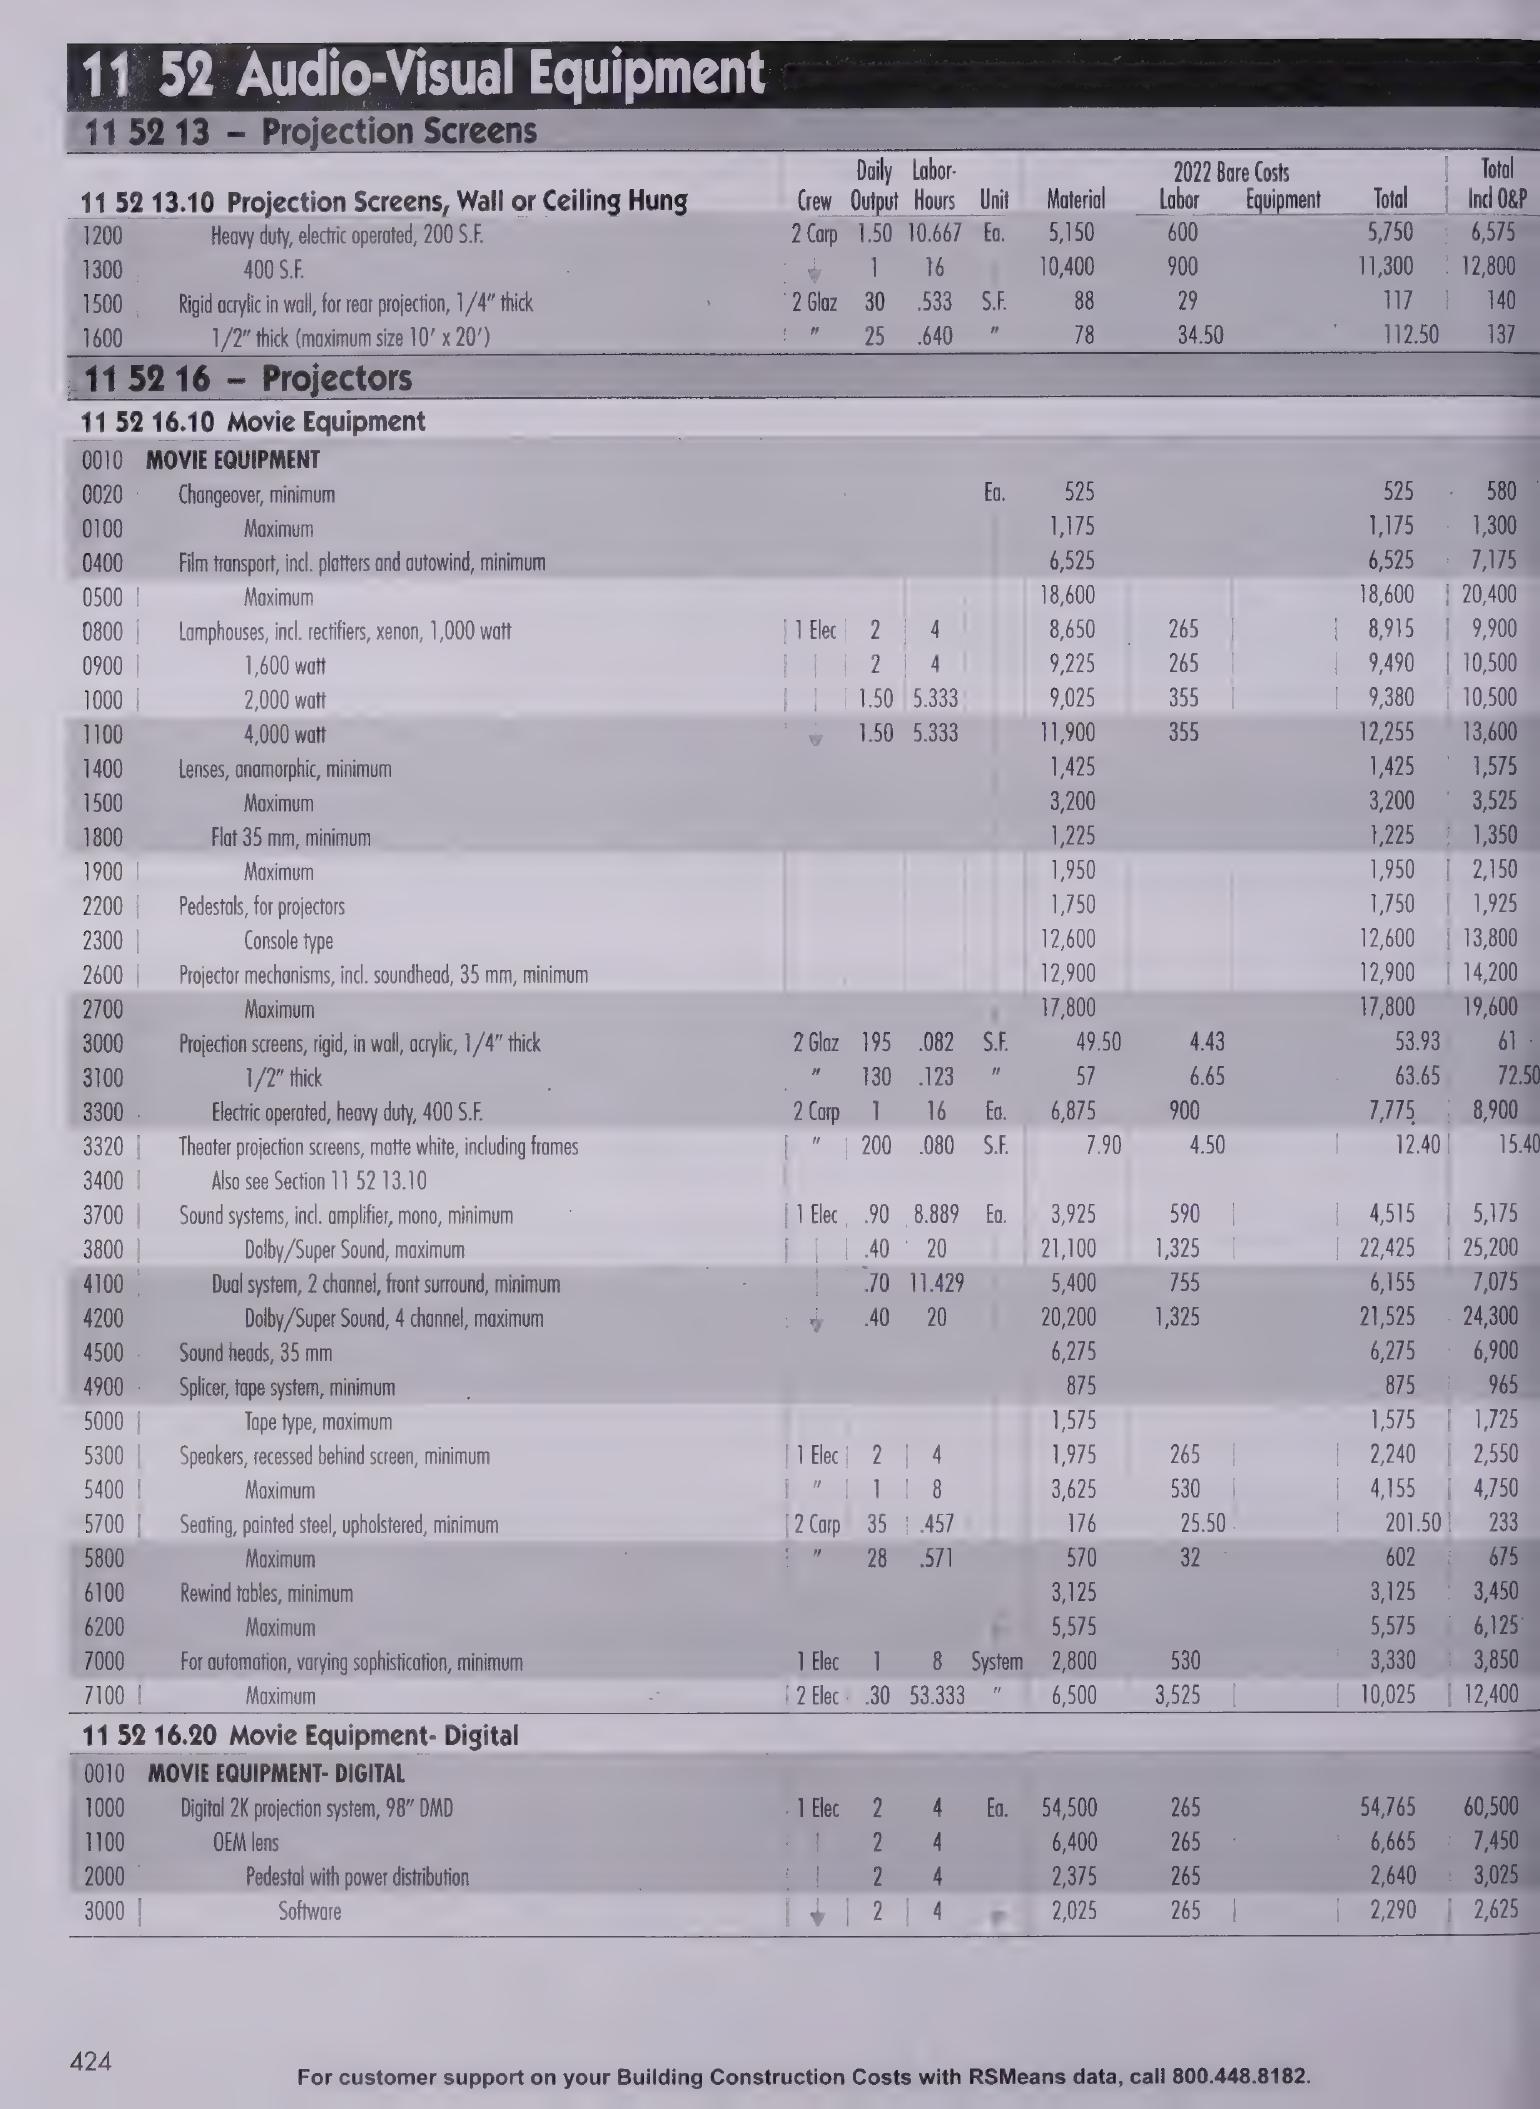 11 52 Audio-Visual Equipment
11 52 13 – Projection Screens
Daily Labor- 2022 Bare Costs Total
11 52 13.10 Projection Screens, Wall or Ceiling Hung Crew Output Hours Unit Material Labor Equipment Total Incl O&P
1200 Heavy duty, electric operated, 200 S.F. 2 Carp 1.50 10.667 Ea. 5,150 600 5,750 6,575
1300 400 S.F. 1 16 10,400 900 11,300 12,800
1500 Rigid acrylic in wall, for rear projection, 1/4" thick 2 Glaz 30 .533 S.F. 88 29 117 140
1600 1/2" thick (maximum size 10' x 20') " 25 .640 " 78 34.50 112.50 137
11 52 16 – Projectors
11 52 16.10 Movie Equipment
0010 MOVIE EQUIPMENT
0020 Changeover, minimum Ea. 525 525 580
0100 Maximum 1,175 1,175 1,300
0400 Film transport, incl. platters and autowind, minimum 6,525 6,525 7,175
0500 Maximum 18,600 18,600 20,400
0800 Lamphouses, incl. rectifiers, xenon, 1,000 watt 1 Elec 2 4 8,650 265 8,915 9,900
0900 1,600 watt 2 4 9,225 265 9,490 10,500
1000 2,000 watt 1.50 5.333 9,025 355 9,380 10,500
1100 4,000 watt 1.50 5.333 11,900 355 12,255 13,600
1400 Lenses, anamorphic, minimum 1,425 1,425 1,575
1500 Maximum 3,200 3,200 3,525
1800 Flat 35 mm, minimum 1,225 1,225 1,350
1900 Maximum 1,950 1,950 2,150
2200 Pedestals, for projectors 1,750 1,750 1,925
2300 Console type 12,600 12,600 13,800
2600 Projector mechanisms, incl. soundhead, 35 mm, minimum 12,900 12,900 14,200
2700 Maximum 17,800 17,800 19,600
3000 Projection screens, rigid, in wall, acrylic, 1/4" thick 2 Glaz 195 .082 S.F. 49.50 4.43 53.93 61
3100 1/2" thick " 130 .123 " 57 6.65 63.65 72.50
3300 Electric operated, heavy duty, 400 S.F. 2 Carp 1 16 Ea. 6,875 900 7,775 8,900
3320 Theater projection screens, matte white, including frames " 200 .080 S.F. 7.90 4.50 12.40 15.40
3400 Also see Section 11 52 13.10
3700 Sound systems, incl. amplifier, mono, minimum 1 Elec .90 8.889 Ea. 3,925 590 4,515 5,175
3800 Dolby/Super Sound, maximum .40 20 21,100 1,325 22,425 25,200
4100 Dual system, 2 channel, front surround, minimum .70 11.429 5,400 755 6,155 7,075
4200 Dolby/Super Sound, 4 channel, maximum .40 20 20,200 1,325 21,525 24,300
4500 Sound heads, 35 mm 6,275 6,275 6,900
4900 Splicer, tape system, minimum 875 875 965
5000 Tape type, maximum 1,575 1,575 1,725
5300 Speakers, recessed behind screen, minimum 1 Elec 2 4 1,975 265 2,240 2,550
5400 Maximum " 1 8 3,625 530 4,155 4,750
5700 Seating, painted steel, upholstered, minimum 2 Carp 35 .457 176 25.50 201.50 233
5800 Maximum " 28 .571 570 32 602 675
6100 Rewind tables, minimum 3,125 3,125 3,450
6200 Maximum 5,575 5,575 6,125
7000 For automation, varying sophistication, minimum 1 Elec 1 8 System 2,800 530 3,330 3,850
7100 Maximum 2 Elec .30 53.333 " 6,500 3,525 10,025 12,400
11 52 16.20 Movie Equipment- Digital
0010 MOVIE EQUIPMENT- DIGITAL
1000 Digital 2K projection system, 98" DMD 1 Elec 2 4 Ea. 54,500 265 54,765 60,500
1100 OEM lens 2 4 6,400 265 6,665 7,450
2000 Pedestal with power distribution 2 4 2,375 265 2,640 3,025
3000 Software 2 4 2,025 265 2,290 2,625
424
For customer support on your Building Construction Costs with RSMeans data, call 800.448.8182.